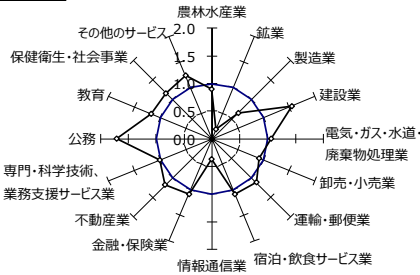 農林水産業
その他のサービス
鉱業
保健衛生・社会事業
製造業
教育
建設業
公務
電気・ガス・水道・
廃棄物処理業
専門・科学技術、
業務支援サービス業
卸売・小売業
不動産業
運輸・郵便業
金融・保険業
宿泊・飲食サービス業
情報通信業
2.0
1.5
1.0
0.5
0.0